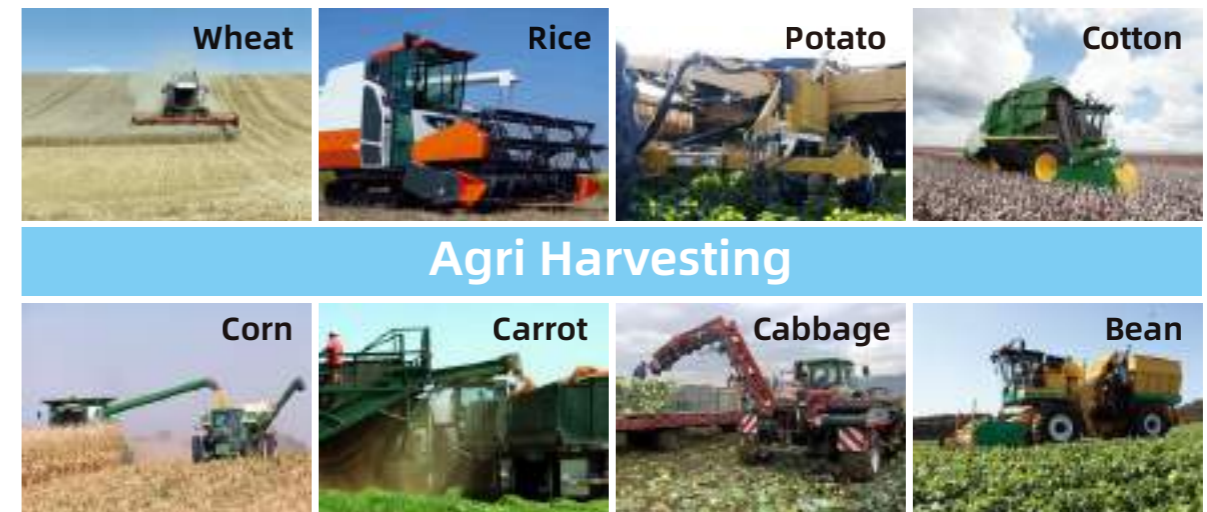 Wheat
Rice
Potato
Cotton
Agri Harvesting
Corn
Carrot
Cabbage
Bean